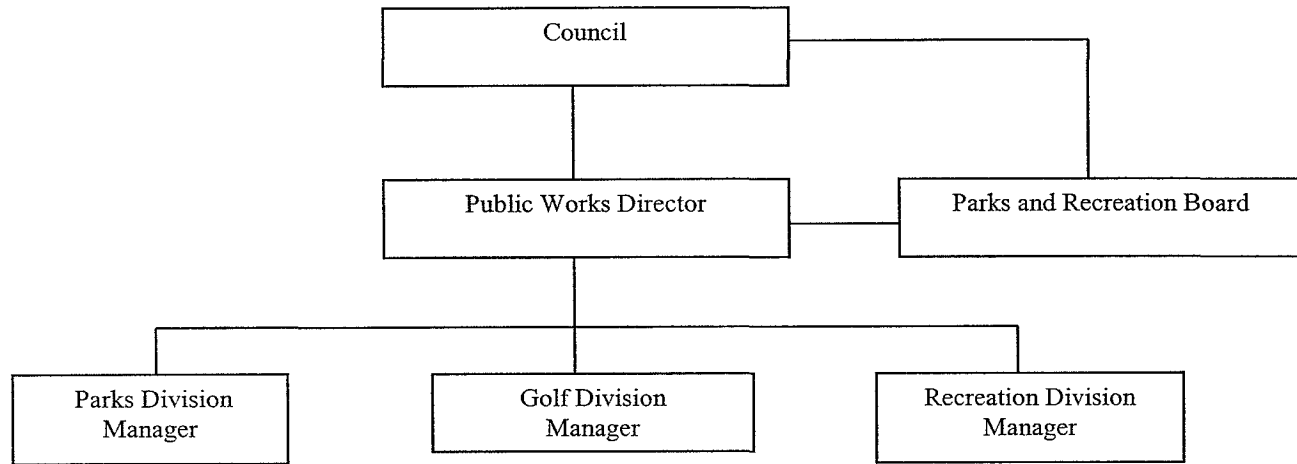 Council
Public Works Director
Parks and Recreation Board
Parks Division
Manager
Golf Division
Manager
Recreation Division
Manager